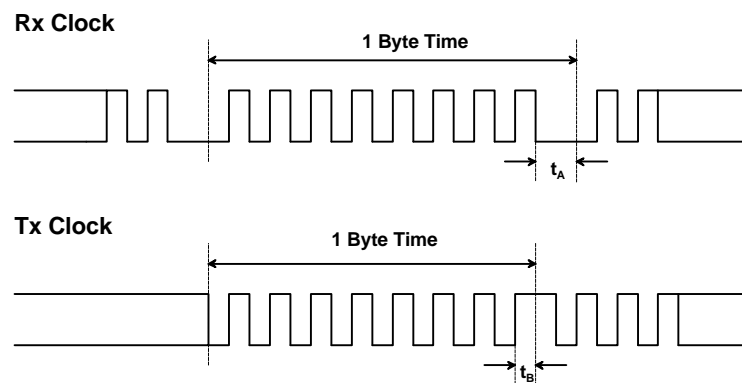 Rx Clock
1 Byte Time
tA
Tx Clock
1 Byte Time
tB